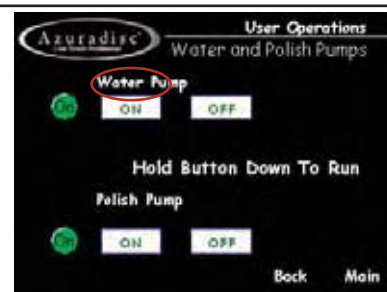 Azuradisc
User Operations
Water and Polish Pumps
Water Pump
On ON OFF
Hold Button Down To Run
Polish Pump
On ON OFF
Back Main